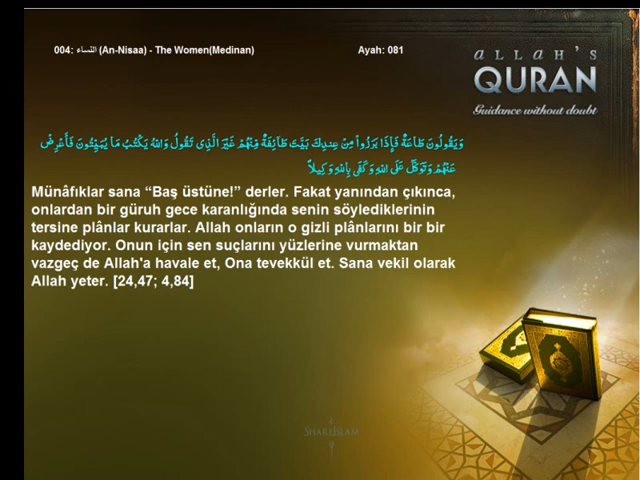 004: النساء (An-Nisaa) - The Women(Medinan) Ayah: 081
ALLAH'S
QURAN
Guidance without doubt
وَيَقُولُونَ طَاعَةٌ فَإِذَا بَرَزُواْ مِنْ عِندِكَ بَيَّتَ طَآئِفَةٌ مِّنْهُمْ غَيْرَ الَّذِى تَقُولُ وَاللّهُ يَكْتُبُ مَا يُبَيِّتُونَ فَأَعْرِضْ
عَنْهُمْ وَتَوَكَّلْ عَلَى اللّهِ وَكَفَى بِاللّهِ وَكِيلاً
Münâfıklar sana “Baş üstüne!” derler. Fakat yanından çıkınca,
onlardan bir güruh gece karanlığında senin söylediklerinin
tersine plânlar kurarlar. Allah onların o gizli plânlarını bir bir
kaydediyor. Onun için sen suçlarını yüzlerine vurmaktan
vazgeç de Allah'a havale et, Ona tevekkül et. Sana vekil olarak
Allah yeter. [24,47; 4,84]
SHAREISLAM